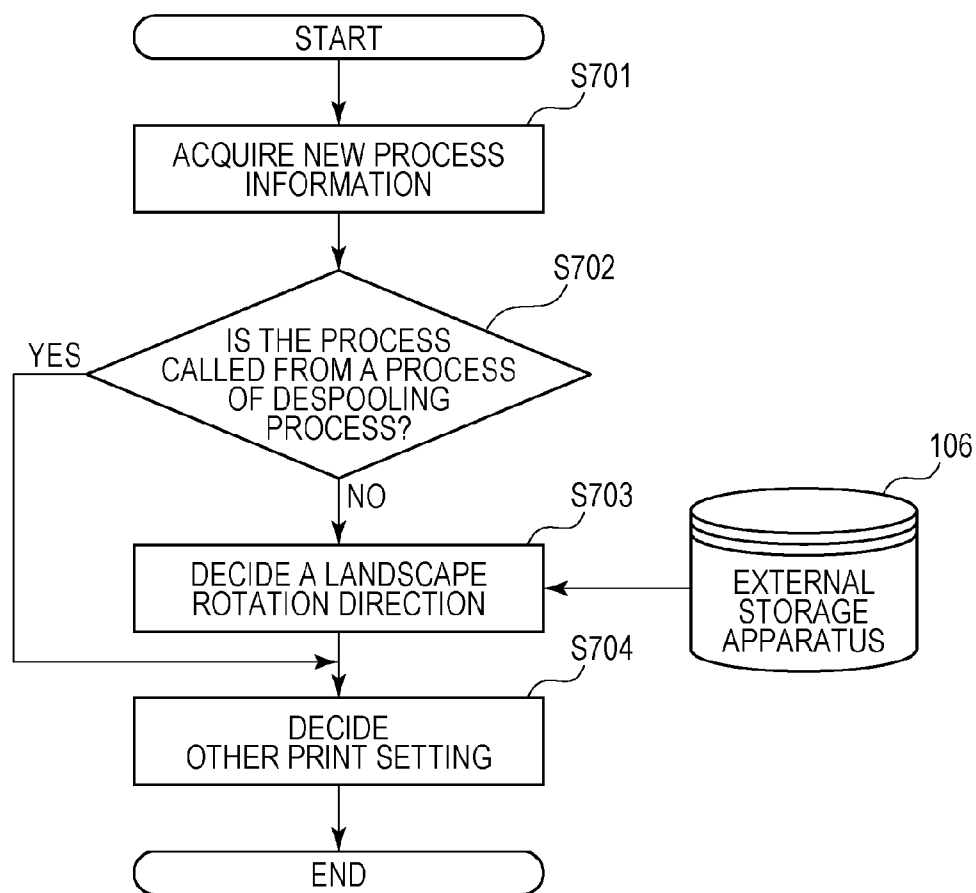 START
S701
ACQUIRE NEW PROCESS
INFORMATION
S702
IS THE PROCESS
CALLED FROM A PROCESS
OF DESPOOLING
PROCESS?
YES
NO
S703
106
DECIDE A LANDSCAPE
ROTATION DIRECTION
EXTERNAL
STORAGE
APPARATUS
S704
DECIDE
OTHER PRINT SETTING
END